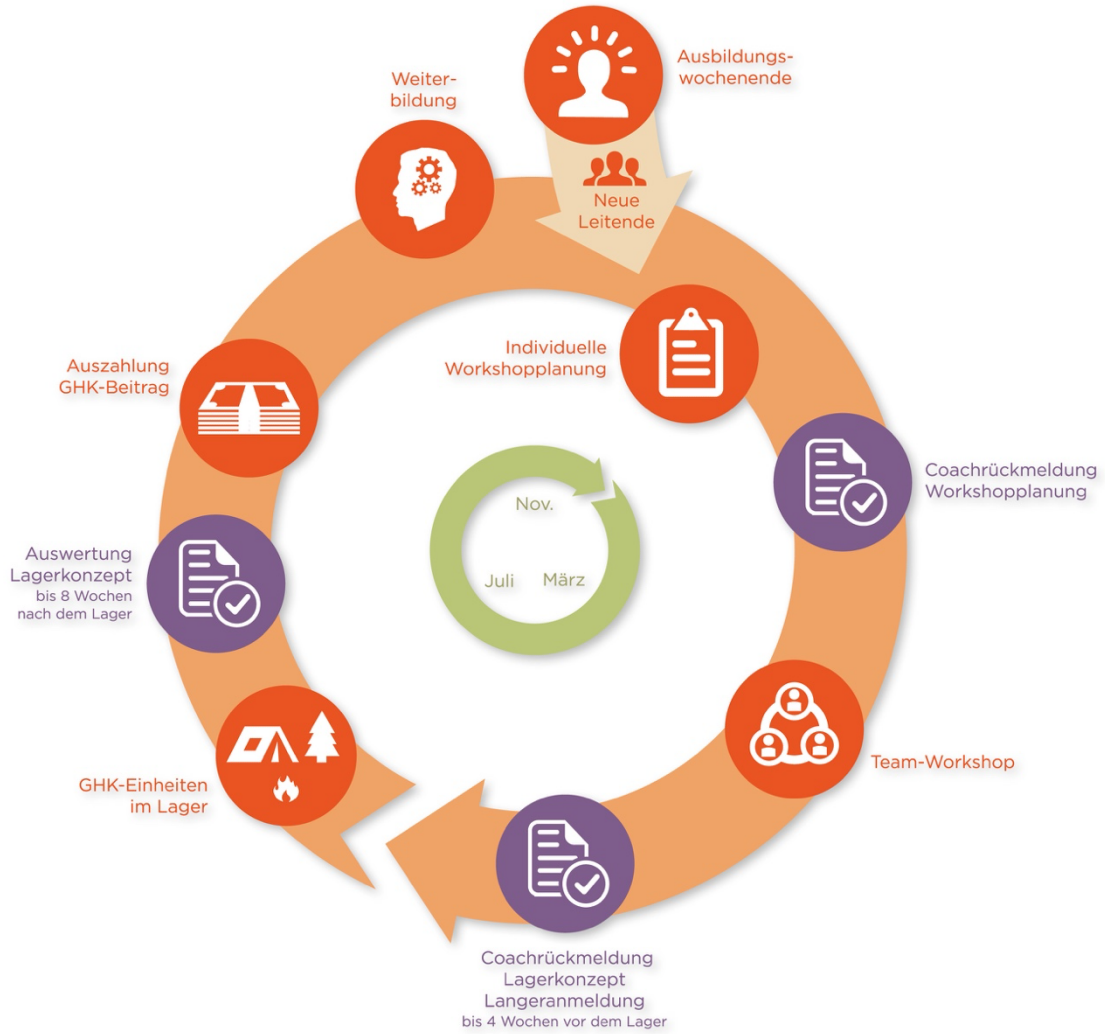 Ausbildungs-
wochenende
Weiter-
bildung
Neue
Leitende
Individuelle
Workshopplanung
Auszahlung
GHK-Beitrag
Coachrückmeldung
Workshopplanung
Nov.
Juli
März
Auswertung
Lagerkonzept
bis 8 Wochen
nach dem Lager
Team-Workshop
GHK-Einheiten
im Lager
Coachrückmeldung
Lagerkonzept
Langeranmeldung
bis 4 Wochen vor dem Lager